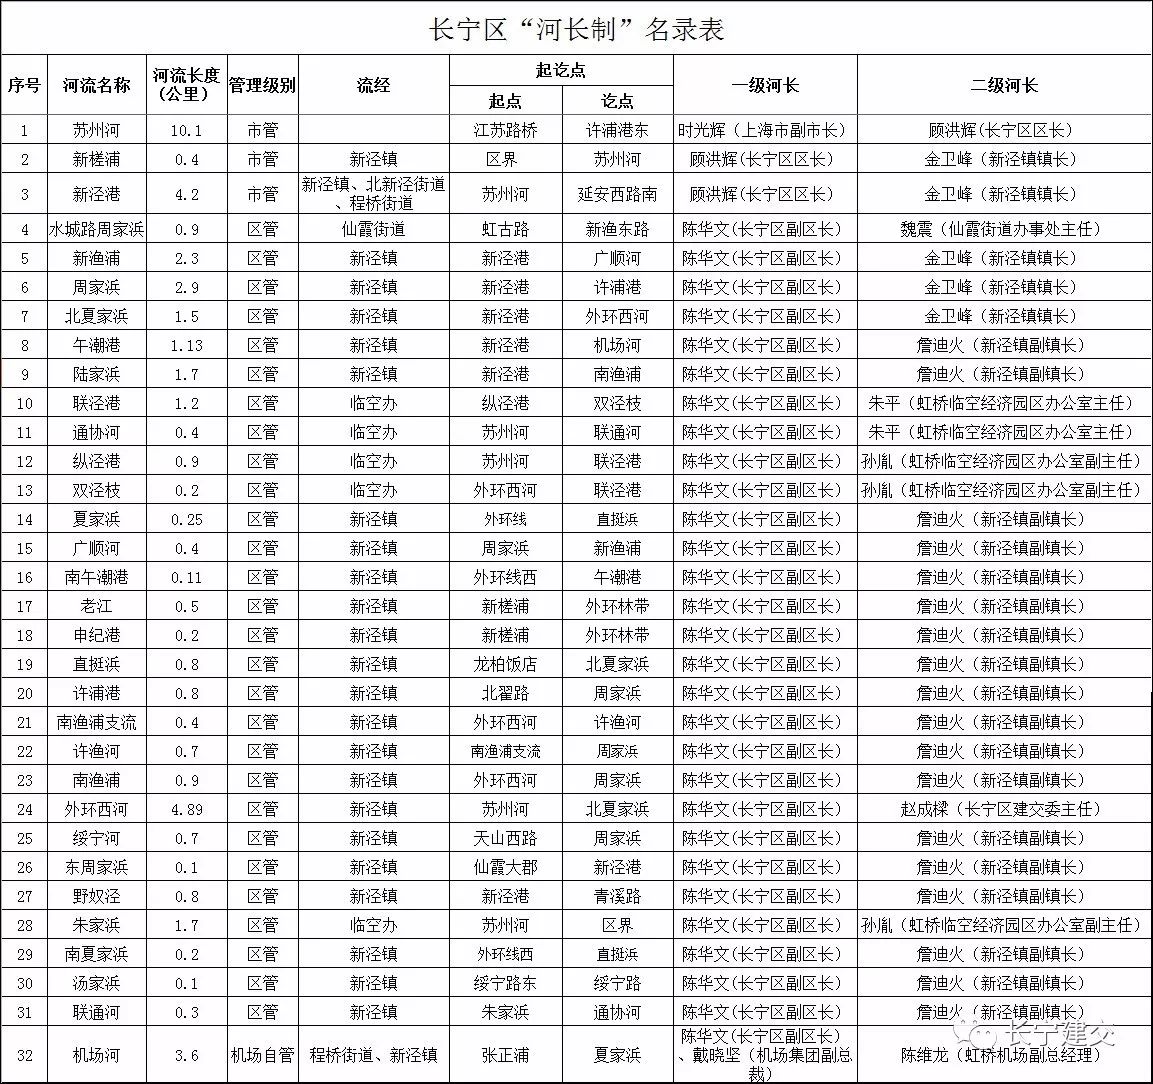 长宁区“河长制”名录表
序号 河流名称 河流长度（公里） 管理级别 流经 起讫点 一级河长 二级河长
起点 讫点
1 苏州河 10.1 市管 江苏路桥 许浦港东 时光辉（上海市副市长） 顾洪辉(长宁区区长)
2 新槎浦 0.4 市管 新泾镇 区界 苏州河 顾洪辉(长宁区区长) 金卫峰（新泾镇镇长）
3 新泾港 4.2 市管 新泾镇、北新泾街道、程桥街道 苏州河 延安西路南 顾洪辉(长宁区区长) 金卫峰（新泾镇镇长）
4 水城路周家浜 0.9 区管 仙霞街道 虹古路 新渔东路 陈华文(长宁区副区长) 魏震（仙霞街道办事处主任）
5 新渔浦 2.3 区管 新泾镇 新泾港 广顺河 陈华文(长宁区副区长) 金卫峰（新泾镇镇长）
6 周家浜 2.9 区管 新泾镇 新泾港 许浦港 陈华文(长宁区副区长) 金卫峰（新泾镇镇长）
7 北夏家浜 1.5 区管 新泾镇 新泾港 外环西河 陈华文(长宁区副区长) 金卫峰（新泾镇镇长）
8 午潮港 1.13 区管 新泾镇 新泾港 机场河 陈华文(长宁区副区长) 詹迪火（新泾镇副镇长）
9 陆家浜 1.7 区管 新泾镇 新泾港 南渔浦 陈华文(长宁区副区长) 詹迪火（新泾镇副镇长）
10 联泾港 1.2 区管 临空办 纵泾港 双泾枝 陈华文(长宁区副区长) 朱平（虹桥临空经济园区办公室主任）
11 通协河 0.4 区管 临空办 苏州河 联通河 陈华文(长宁区副区长) 朱平（虹桥临空经济园区办公室主任）
12 纵泾港 0.9 区管 临空办 苏州河 联泾港 陈华文(长宁区副区长) 孙胤（虹桥临空经济园区办公室副主任）
13 双泾枝 0.2 区管 临空办 外环西河 联泾港 陈华文(长宁区副区长) 孙胤（虹桥临空经济园区办公室副主任）
14 夏家浜 0.25 区管 新泾镇 外环线 直挺浜 陈华文(长宁区副区长) 詹迪火（新泾镇副镇长）
15 广顺河 0.4 区管 新泾镇 周家浜 新渔浦 陈华文(长宁区副区长) 詹迪火（新泾镇副镇长）
16 南午潮港 0.11 区管 新泾镇 外环线西 午潮港 陈华文(长宁区副区长) 詹迪火（新泾镇副镇长）
17 老江 0.5 区管 新泾镇 新槎浦 外环林带 陈华文(长宁区副区长) 詹迪火（新泾镇副镇长）
18 申纪港 0.2 区管 新泾镇 新槎浦 外环林带 陈华文(长宁区副区长) 詹迪火（新泾镇副镇长）
19 直挺浜 0.8 区管 新泾镇 龙柏饭店 北夏家浜 陈华文(长宁区副区长) 詹迪火（新泾镇副镇长）
20 许浦港 0.8 区管 新泾镇 北翟路 周家浜 陈华文(长宁区副区长) 詹迪火（新泾镇副镇长）
21 南渔浦支流 0.4 区管 新泾镇 外环西河 许渔河 陈华文(长宁区副区长) 詹迪火（新泾镇副镇长）
22 许渔河 0.7 区管 新泾镇 南渔浦支流 周家浜 陈华文(长宁区副区长) 詹迪火（新泾镇副镇长）
23 南渔浦 0.9 区管 新泾镇 外环西河 周家浜 陈华文(长宁区副区长) 詹迪火（新泾镇副镇长）
24 外环西河 4.89 区管 新泾镇 苏州河 北夏家浜 陈华文(长宁区副区长) 赵成樑（长宁区建交委主任）
25 绥宁河 0.7 区管 新泾镇 天山西路 周家浜 陈华文(长宁区副区长) 詹迪火（新泾镇副镇长）
26 东周家浜 0.1 区管 新泾镇 仙霞大郡 新泾港 陈华文(长宁区副区长) 詹迪火（新泾镇副镇长）
27 野奴泾 0.8 区管 新泾镇 新泾港 青溪路 陈华文(长宁区副区长) 詹迪火（新泾镇副镇长）
28 朱家浜 1.7 区管 临空办 苏州河 区界 陈华文(长宁区副区长) 孙胤（虹桥临空经济园区办公室副主任）
29 南夏家浜 0.2 区管 新泾镇 外环线西 直挺浜 陈华文(长宁区副区长) 詹迪火（新泾镇副镇长）
30 汤家浜 0.1 区管 新泾镇 绥宁路东 绥宁路 陈华文(长宁区副区长) 詹迪火（新泾镇副镇长）
31 联通河 0.3 区管 新泾镇 朱家浜 通协河 陈华文(长宁区副区长) 詹迪火（新泾镇副镇长）
32 机场河 3.6 机场自管 程桥街道、新泾镇 张正浦 夏家浜 陈华文(长宁区副区长)、戴晓坚（机场集团副总裁） 陈维龙（虹桥机场副总经理）
长宁建交